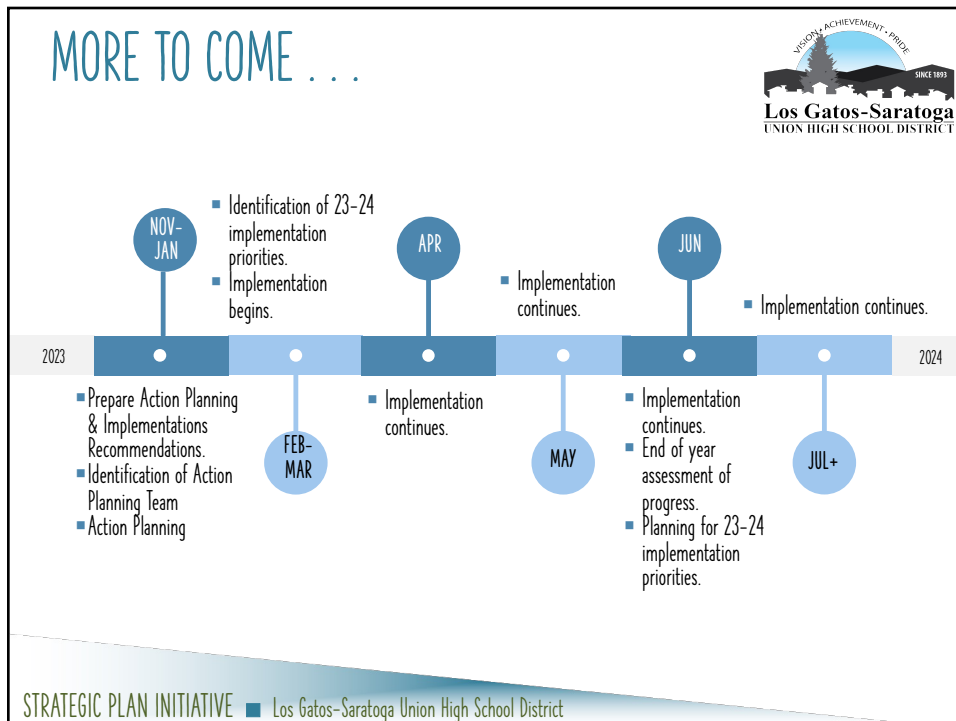 MORE TO COME . . .
VISION • ACHIEVEMENT • PRIDE
SINCE 1893
Los Gatos-Saratoga
UNION HIGH SCHOOL DISTRICT
NOV-
JAN
▪ Identification of 23-24
implementation
priorities.
▪ Implementation
begins.
APR
▪ Implementation
continues.
JUN
▪ Implementation continues.
2023
2024
▪ Prepare Action Planning
& Implementations
Recommendations.
▪ Identification of Action
Planning Team
▪ Action Planning
FEB-
MAR
▪ Implementation
continues.
MAY
▪ Implementation
continues.
▪ End of year
assessment of
progress.
▪ Planning for 23-24
implementation
priorities.
JUL+
STRATEGIC PLAN INITIATIVE ■ Los Gatos-Saratoga Union High School District